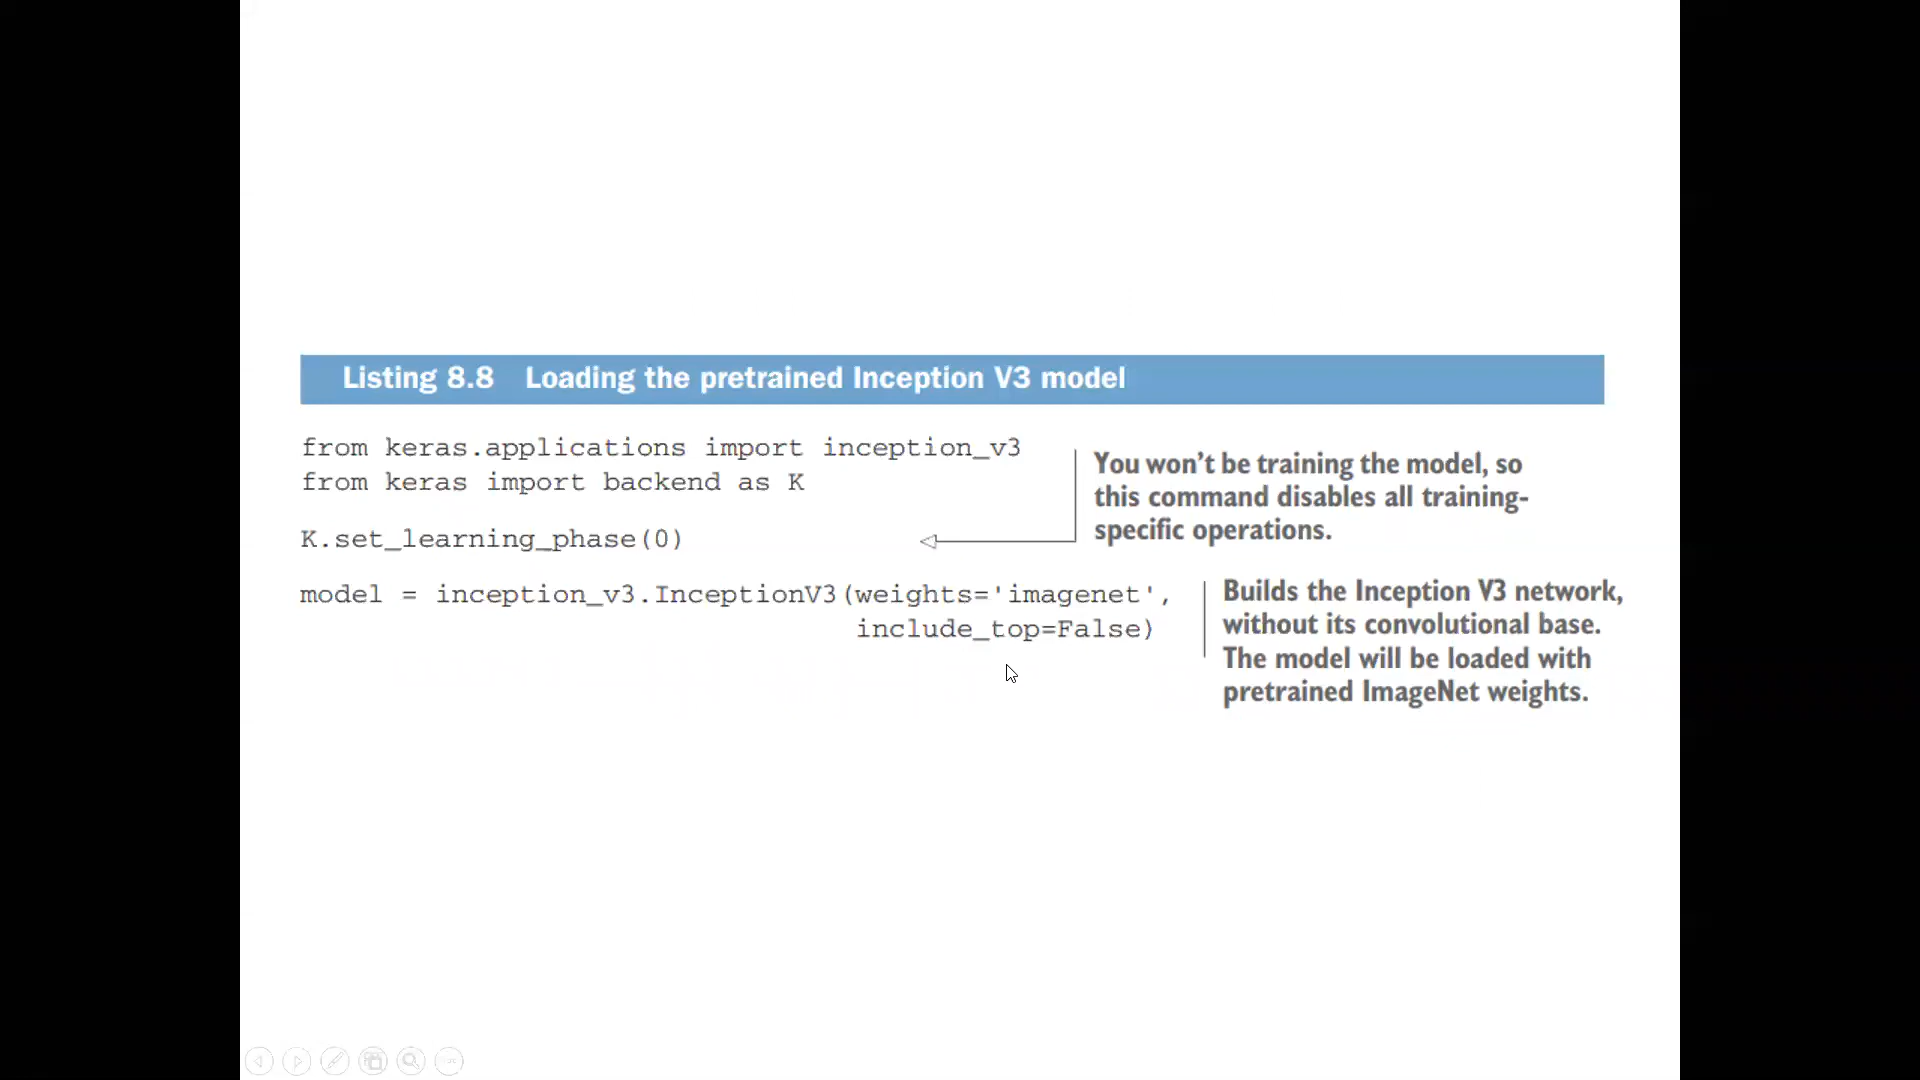 Listing 8.8 Loading the pretrained Inception V3 model
from keras.applications import inception_v3
from keras import backend as K
K.set_learning_phase(0)
You won't be training the model, so
this command disables all training-
specific operations.
model = inception_v3.InceptionV3(weights='imagenet',
include_top=False)
Builds the Inception V3 network,
without its convolutional base.
The model will be loaded with
pretrained ImageNet weights.